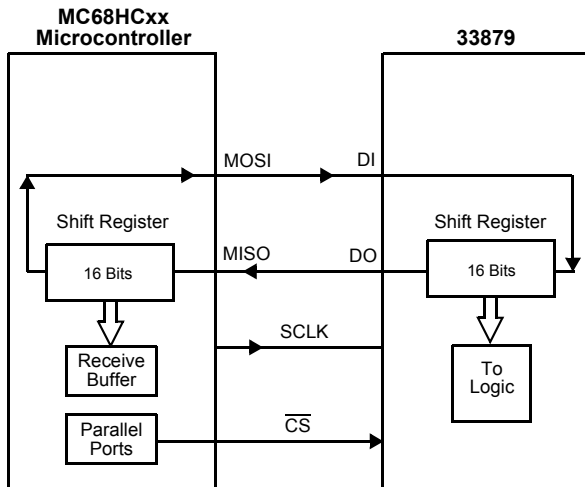 MC68HCxx
Microcontroller
33879
MOSI
DI
Shift Register
Shift Register
MISO
DO
16 Bits
16 Bits
SCLK
Receive
Buffer
To
Logic
Parallel
Ports
CS